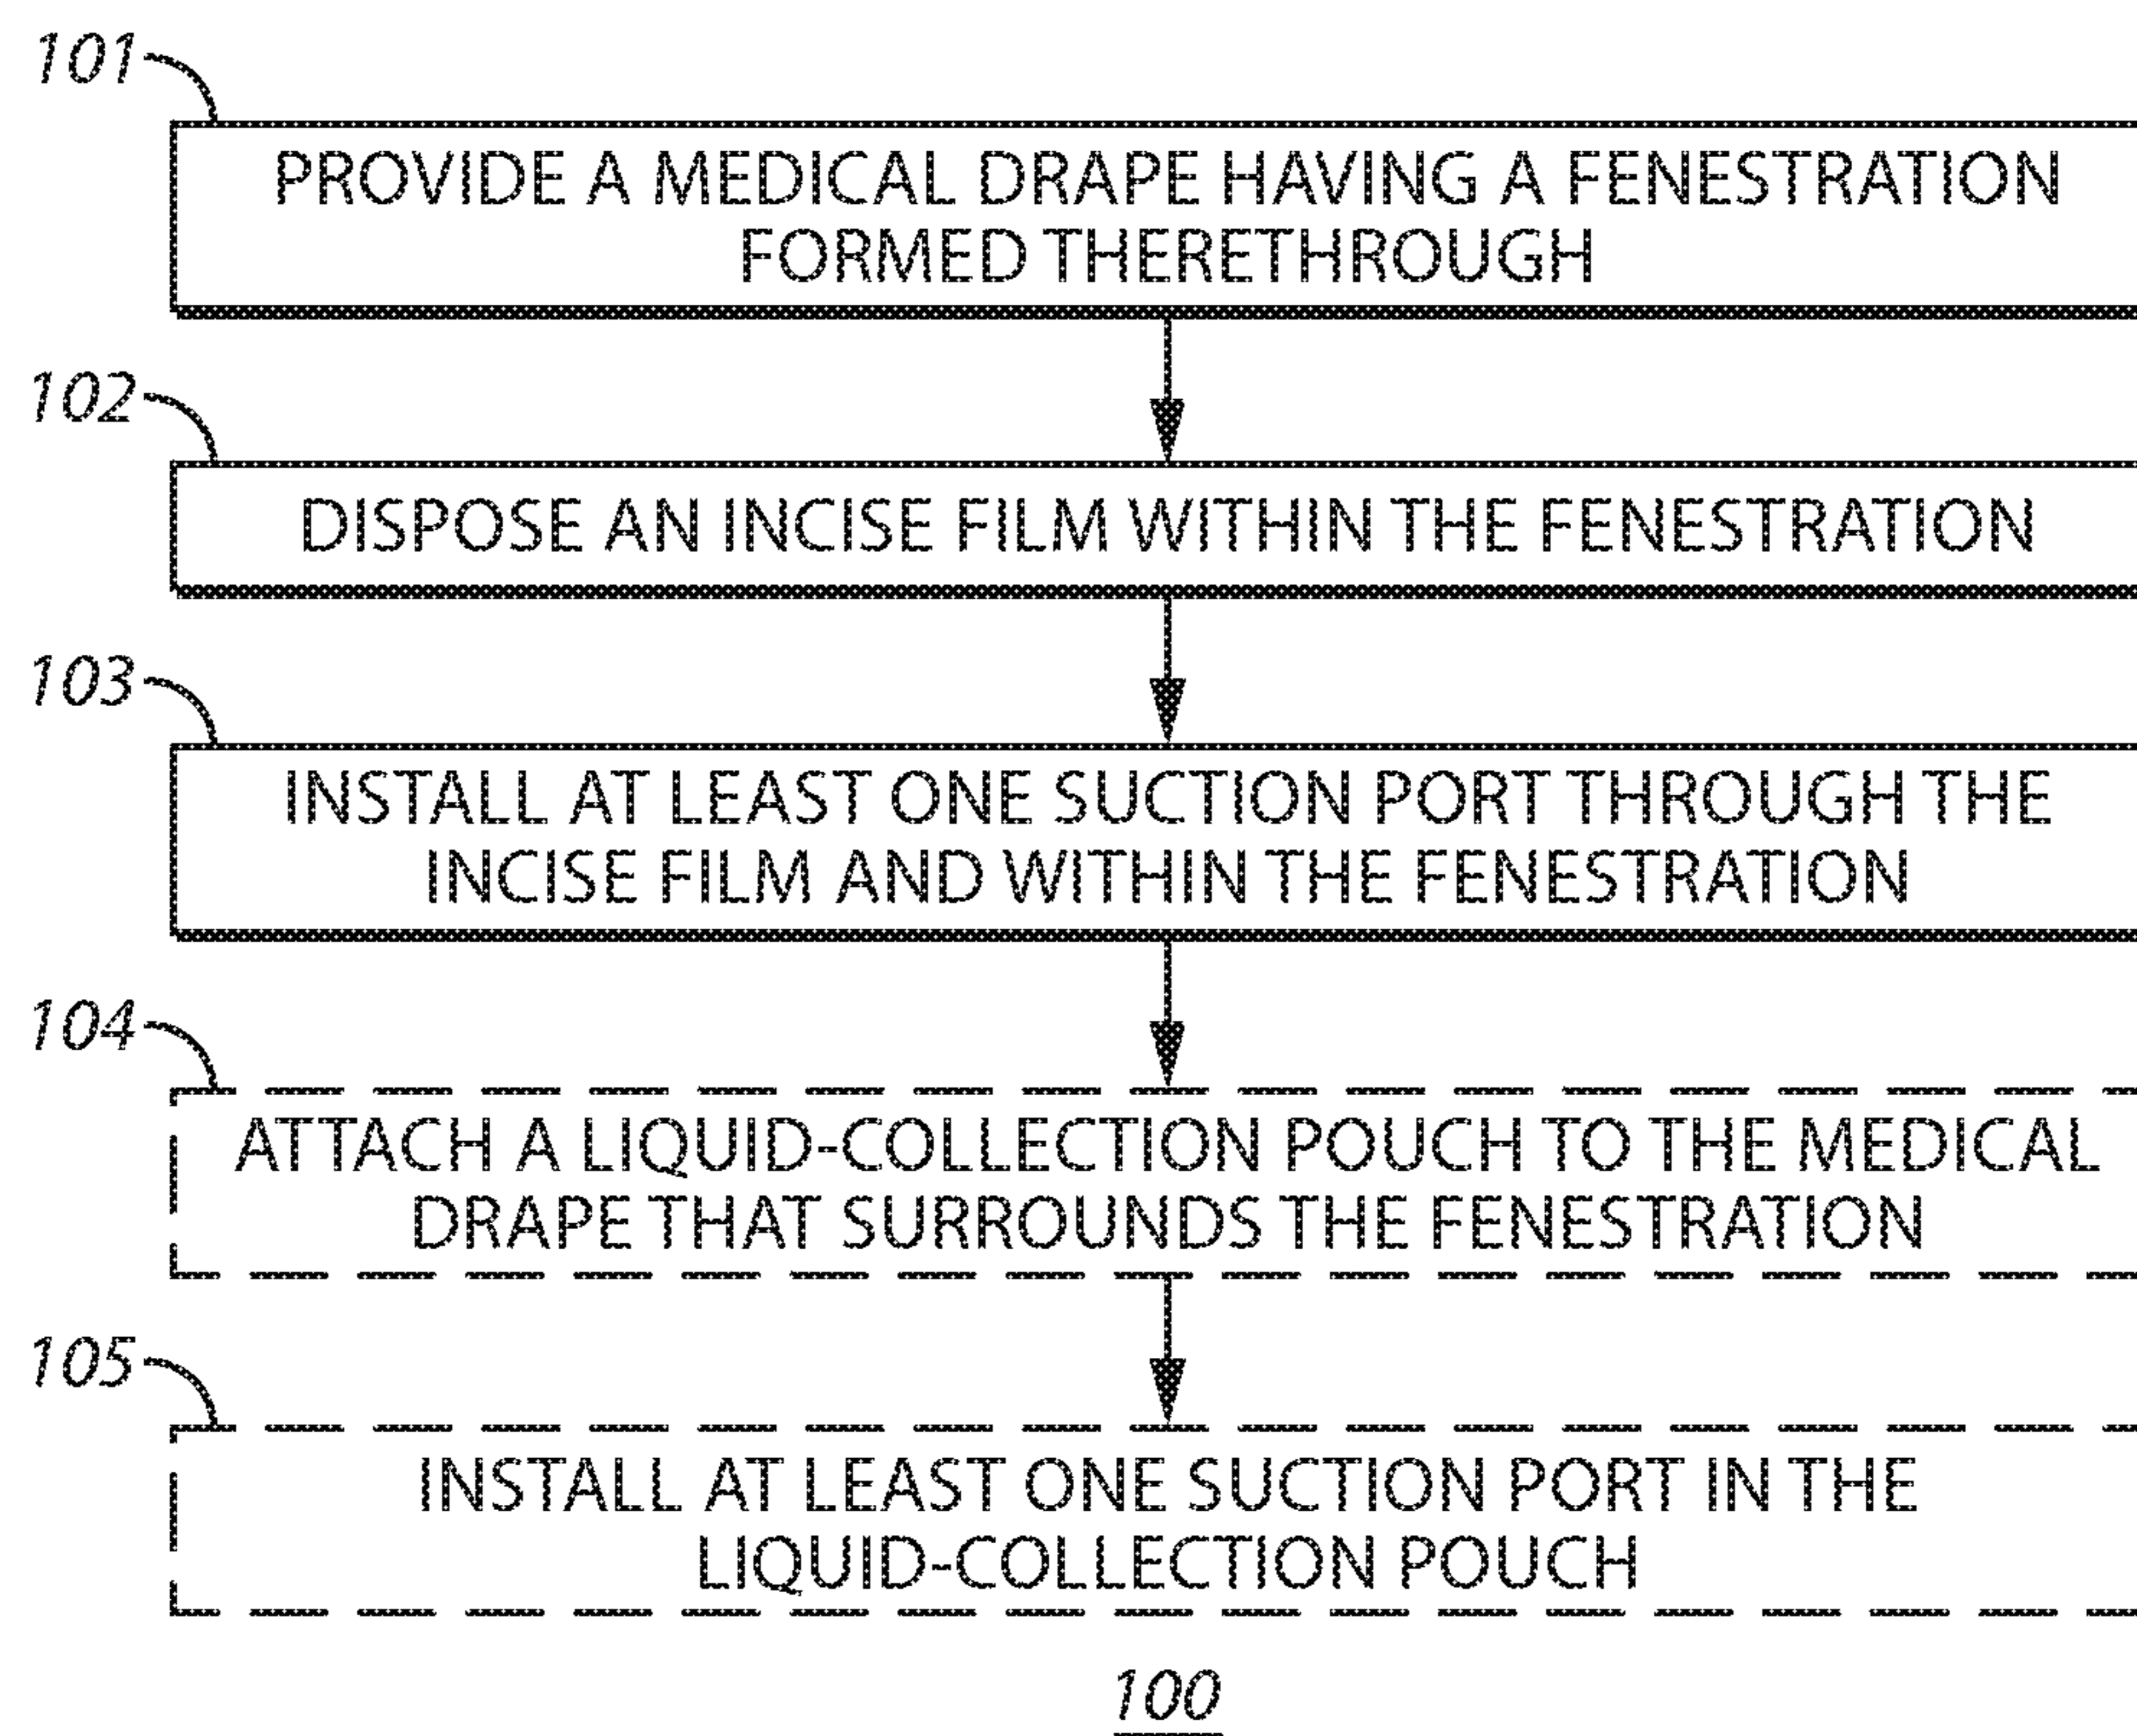 101
PROVIDE A MEDICAL DRAPE HAVING A FENESTRATION
FORMED THERETHROUGH
102
DISPOSE AN INCISE FILM WITHIN THE FENESTRATION
103
INSTALL AT LEAST ONE SUCTION PORT THROUGH THE
INCISE FILM AND WITHIN THE FENESTRATION
104
ATTACH A LIQUID-COLLECTION POUCH TO THE MEDICAL
DRAPE THAT SURROUNDS THE FENESTRATION
105
INSTALL AT LEAST ONE SUCTION PORT IN THE
LIQUID-COLLECTION POUCH
100